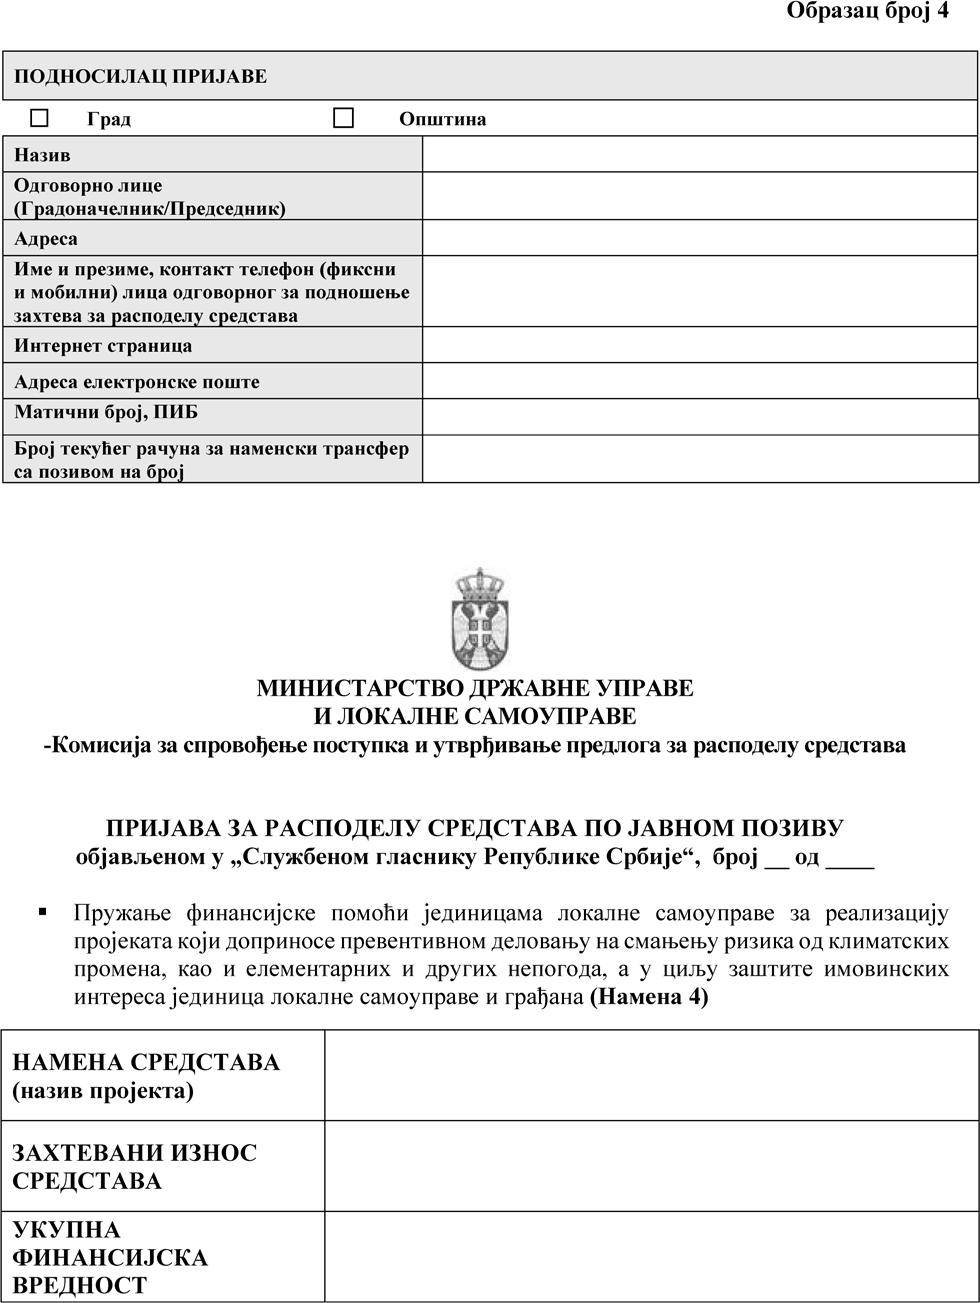 Образац број 4
ПОДНОСИЛАЦ ПРИЈАВЕ
Град Општина
Назив
Одговорно лице
(Градоначелник/Председник)
Адреса
Име и презиме, контакт телефон (фиксни
и мобилни) лица одговорног за подношење
захтева за расподелу средстава
Интернет страница
Адреса електронске поште
Матични број, ПИБ
Број текућег рачуна за наменски трансфер
са позивом на број
МИНИСТАРСТВО ДРЖАВНЕ УПРАВЕ
И ЛОКАЛНЕ САМОУПРАВЕ
-Комисија за спровођење поступка и утврђивање предлога за расподелу средстава
ПРИЈАВА ЗА РАСПОДЕЛУ СРЕДСТАВА ПО ЈАВНОМ ПОЗИВУ
објављеном у „Службеном гласнику Републике Србије“, број __ од ____
▪ Пружање финансијске помоћи јединицама локалне самоуправе за реализацију
пројеката који доприносе превентивном деловању на смањењу ризика од климатских
промена, као и елементарних и других непогода, а у циљу заштите имовинских
интереса јединица локалне самоуправе и грађана (Намена 4)
НАМЕНА СРЕДСТАВА
(назив пројекта)
ЗАХТЕВАНИ ИЗНОС
СРЕДСТАВА
УКУПНА
ФИНАНСИЈСКА
ВРЕДНОСТ